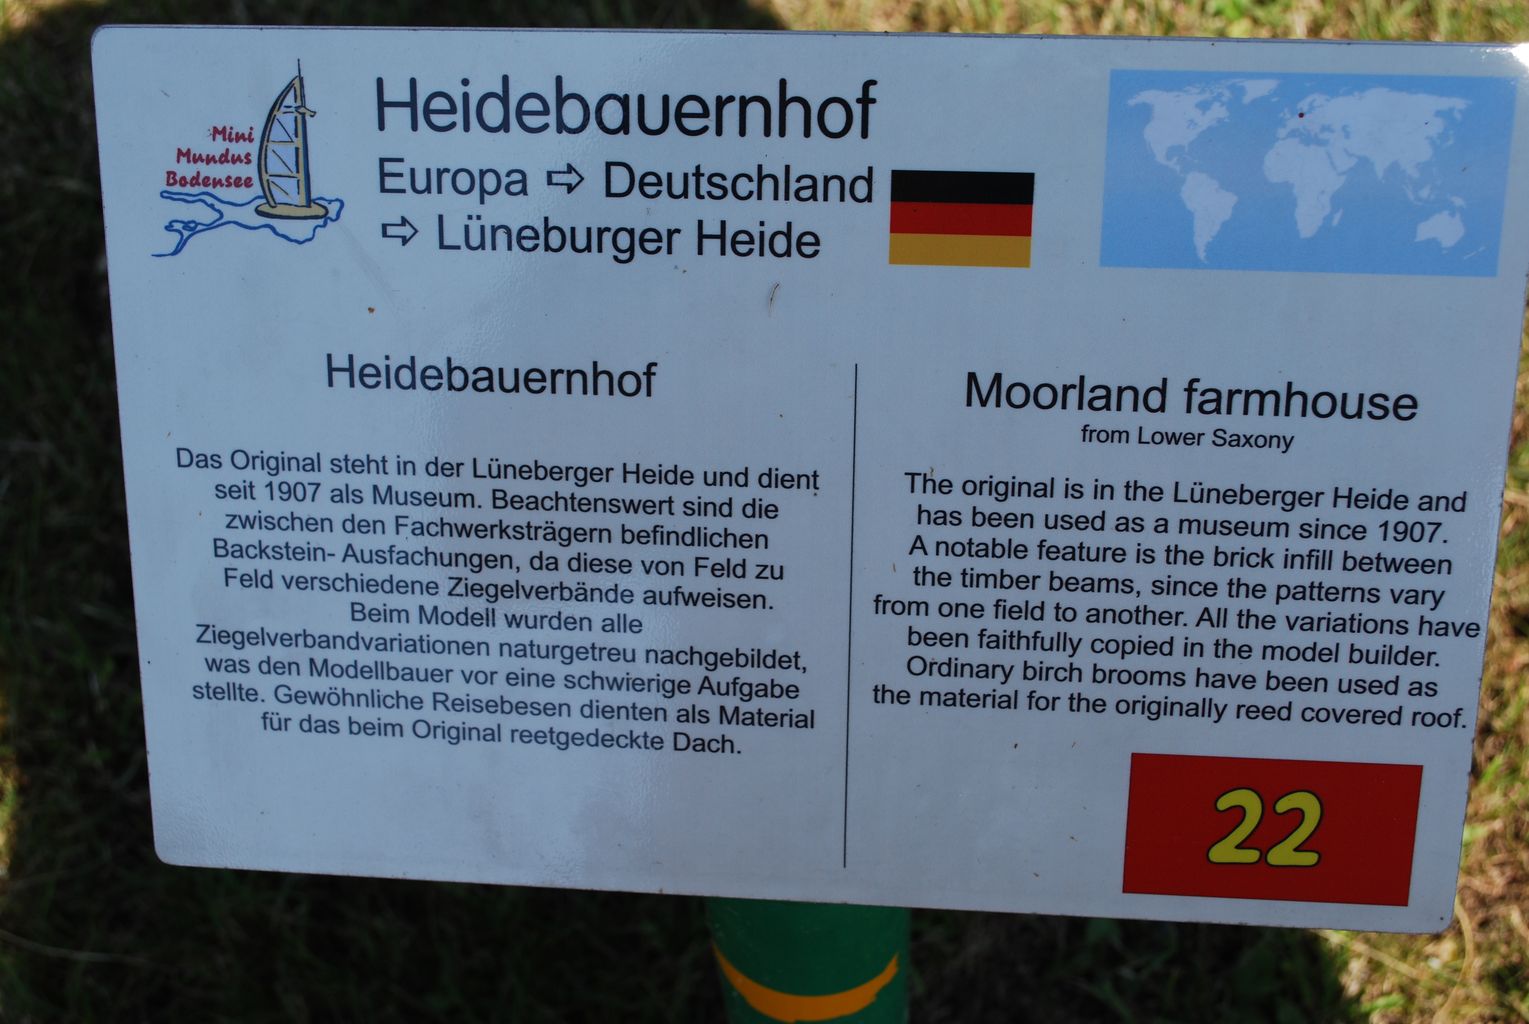 Mini
Mundus
Bodensee
Heidebauernhof
Europa ⇨ Deutschland
⇨ Lüneburger Heide
Heidebauernhof
Das Original steht in der Lüneberger Heide und dient
seit 1907 als Museum. Beachtenswert sind die
zwischen den Fachwerksträgern befindlichen
Backstein- Ausfachungen, da diese von Feld zu
Feld verschiedene Ziegelverbände aufweisen.
Beim Modell wurden alle
Ziegelverbandvariationen naturgetreu nachgebildet,
was den Modellbauer vor eine schwierige Aufgabe
stellte. Gewöhnliche Reisebesen dienten als Material
für das beim Original reetgedeckte Dach.
Moorland farmhouse
from Lower Saxony
The original is in the Lüneberger Heide and
has been used as a museum since 1907.
A notable feature is the brick infill between
the timber beams, since the patterns vary
from one field to another. All the variations have
been faithfully copied in the model builder.
Ordinary birch brooms have been used as
the material for the originally reed covered roof.
22